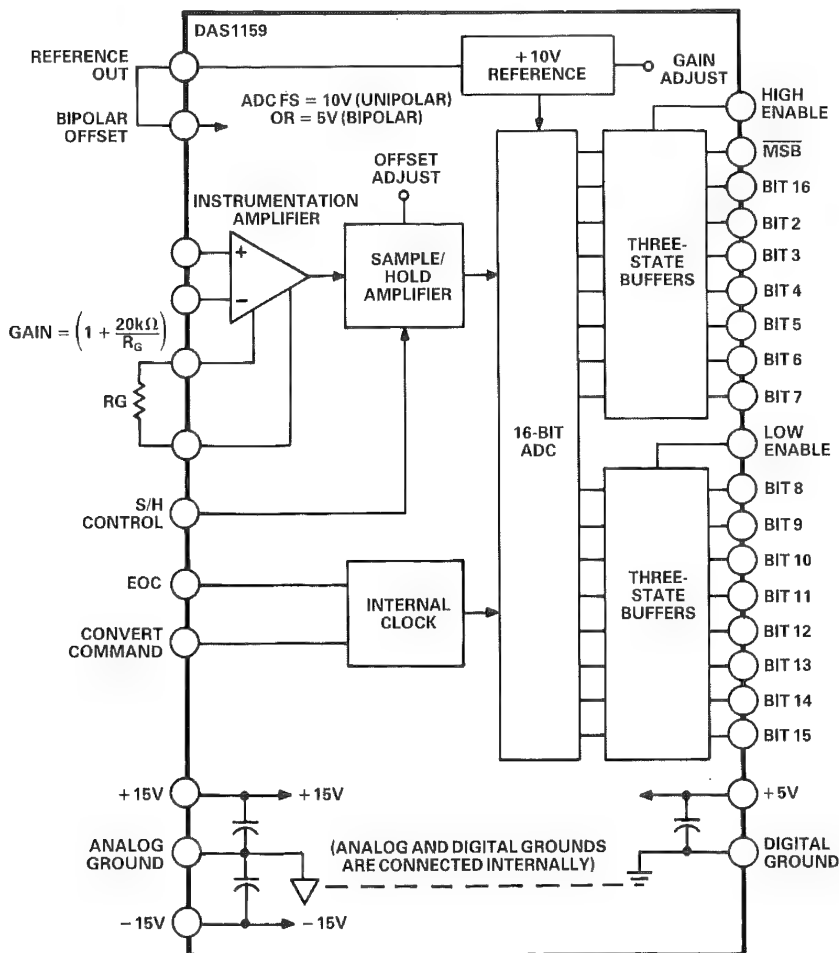 DAS1159
REFERENCE
OUT
BIPOLAR
OFFSET
ADC FS = 10V (UNIPOLAR)
OR = 5V (BIPOLAR)
+10V
REFERENCE
GAIN
ADJUST
OFFSET
ADJUST
INSTRUMENTATION
AMPLIFIER
+
−
SAMPLE/
HOLD
AMPLIFIER
GAIN = (1 + 20kΩ/R_G)
RG
S/H
CONTROL
EOC
CONVERT
COMMAND
INTERNAL
CLOCK
16-BIT
ADC
THREE-
STATE
BUFFERS
HIGH
ENABLE
M̅S̅B̅
BIT 16
BIT 2
BIT 3
BIT 4
BIT 5
BIT 6
BIT 7
LOW
ENABLE
THREE-
STATE
BUFFERS
BIT 8
BIT 9
BIT 10
BIT 11
BIT 12
BIT 13
BIT 14
BIT 15
+15V
+15V
ANALOG
GROUND
−15V
−15V
(ANALOG AND DIGITAL GROUNDS
ARE CONNECTED INTERNALLY)
+5V
DIGITAL
GROUND